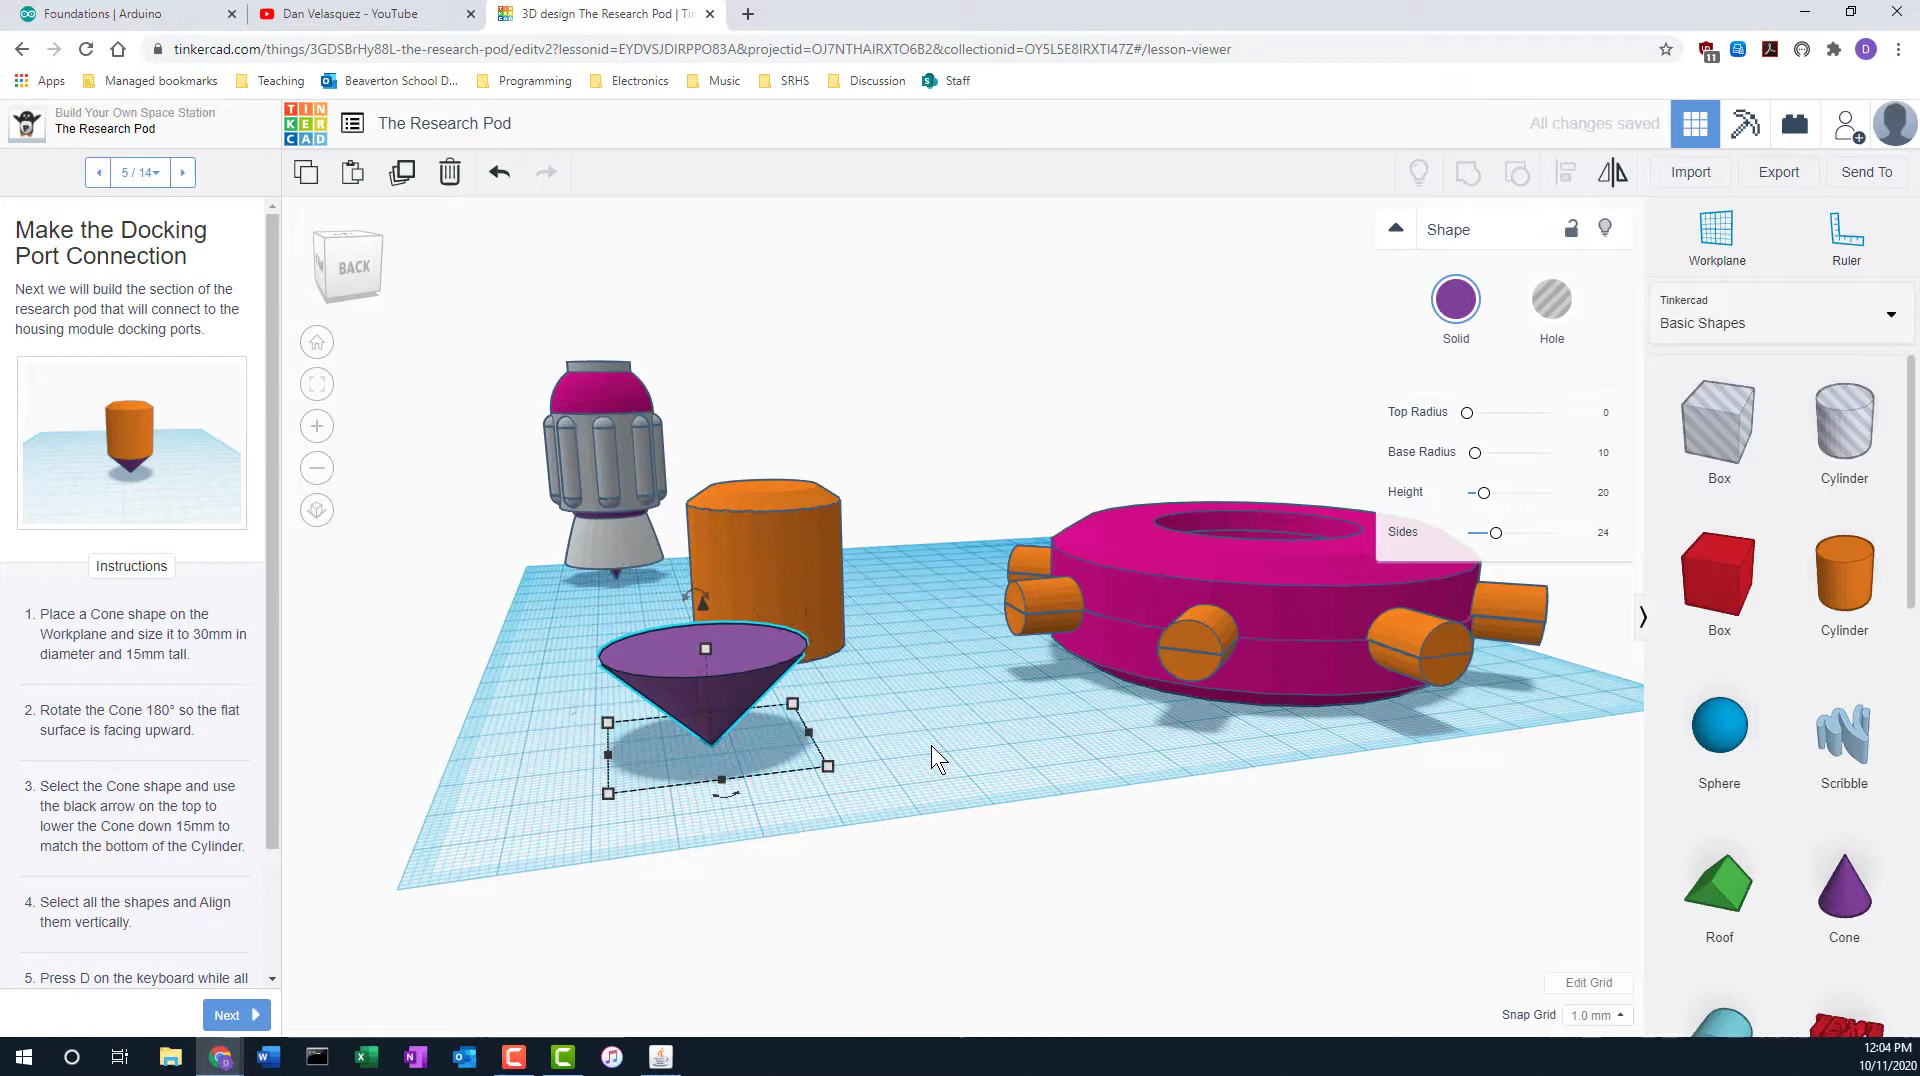 Foundations | Arduino
Dan Velasquez - YouTube
3D design The Research Pod | Tin
tinkercad.com/things/3GDSBrHy88L-the-research-pod/editv2?lessonid=EYDVSJDIRPPO83A&projectid=OJ7NTHAIRXTO6B2&collectionid=OY5L5E8IRXTI47Z#/lesson-viewer
11
D
Apps
Managed bookmarks
Teaching
Beaverton School D...
Programming
Electronics
Music
SRHS
Discussion
Staff
Build Your Own Space Station
The Research Pod
TIN
KER
CAD
The Research Pod
All changes saved
5 / 14
Import
Export
Send To
Make the Docking
Port Connection
Next we will build the section of the
research pod that will connect to the
housing module docking ports.
Instructions
1. Place a Cone shape on the
Workplane and size it to 30mm in
diameter and 15mm tall.
2. Rotate the Cone 180° so the flat
surface is facing upward.
3. Select the Cone shape and use
the black arrow on the top to
lower the Cone down 15mm to
match the bottom of the Cylinder.
4. Select all the shapes and Align
them vertically.
5. Press D on the keyboard while all
Next
BACK
Shape
Solid
Hole
Top Radius 0
Base Radius 10
Height 20
Sides 24
Workplane
Ruler
Tinkercad
Basic Shapes
Box
Cylinder
Box
Cylinder
Sphere
Scribble
Roof
Cone
Edit Grid
Snap Grid 1.0 mm
12:04 PM
10/11/2020